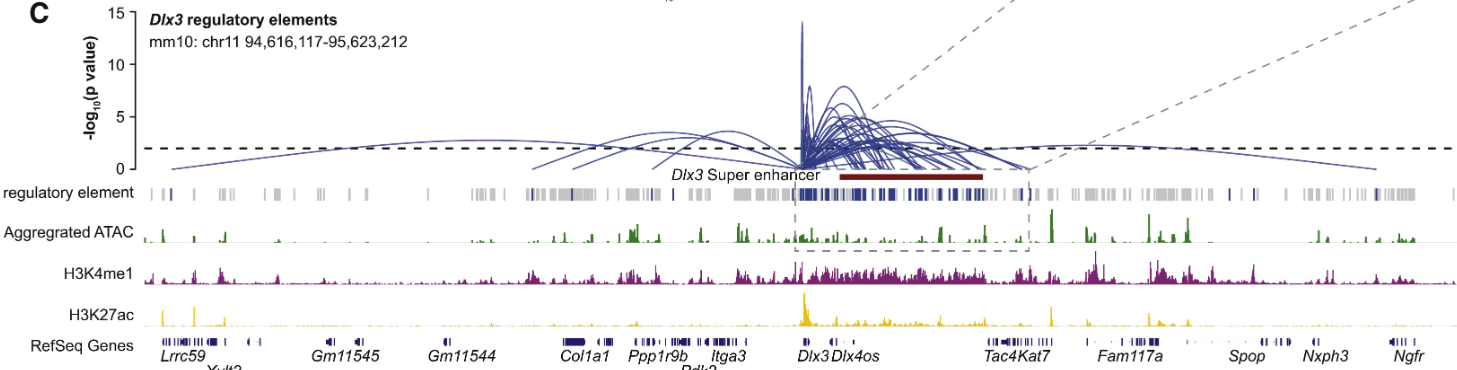 C
Dlx3 regulatory elements
mm10: chr11 94,616,117-95,623,212
-log10(p value)
15
10
5
0
Dlx3 Super enhancer
regulatory element
Aggregrated ATAC
H3K4me1
H3K27ac
RefSeq Genes
Lrrc59 Gm11545 Gm11544 Col1a1 Ppp1r9b Itga3 Dlx3 Dlx4os Tac4 Kat7 Fam117a Spop Nxph3 Ngfr